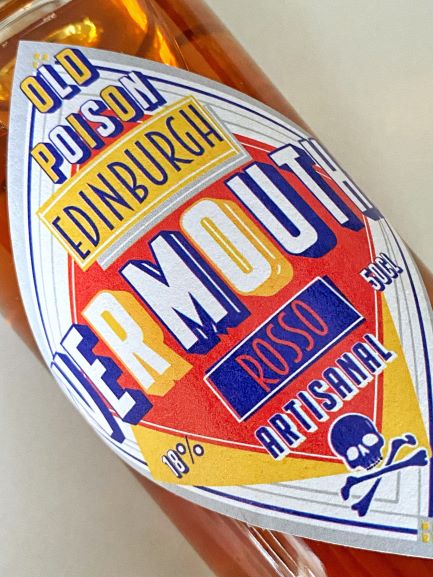 OLD
POISON
EDINBURGH
VERMOUTH
50cl
ROSSO
ARTISANAL
18%